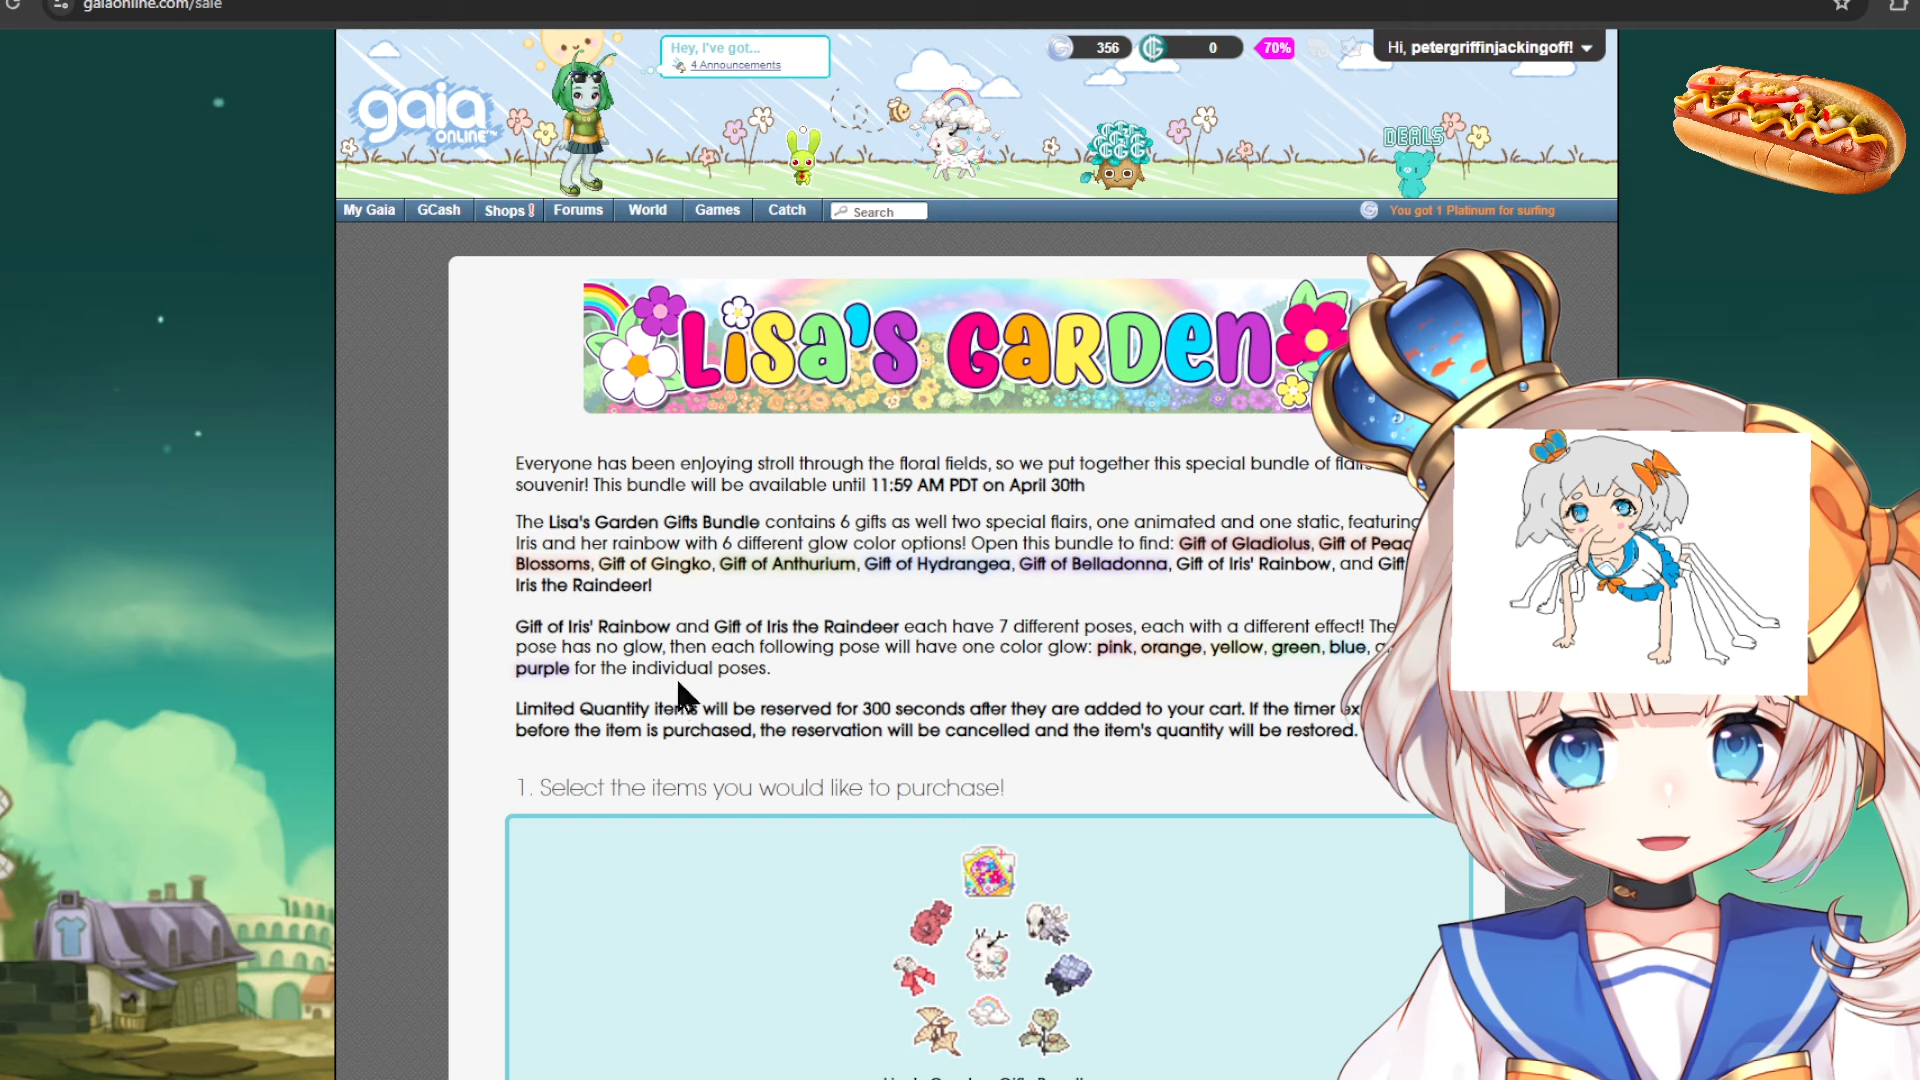 gaiaonline.com/sale
Hey, I've got...
4 Announcements
356
0
70%
Hi, petergriffinjackingoff!
gaia
ONLINE™
DEALS
My Gaia
GCash
Shops!
Forums
World
Games
Catch
Search
You got 1 Platinum for surfing
Lisa's Garden
Everyone has been enjoying stroll through the floral fields, so we put together this special bundle of flair
souvenir! This bundle will be available until 11:59 AM PDT on April 30th
The Lisa's Garden Gifts Bundle contains 6 gifts as well two special flairs, one animated and one static, featuring
Iris and her rainbow with 6 different glow color options! Open this bundle to find: Gift of Gladiolus, Gift of Peac
Blossoms, Gift of Gingko, Gift of Anthurium, Gift of Hydrangea, Gift of Belladonna, Gift of Iris' Rainbow, and Gift
Iris the Raindeer!
Gift of Iris' Rainbow and Gift of Iris the Raindeer each have 7 different poses, each with a different effect! The
pose has no glow, then each following pose will have one color glow: pink, orange, yellow, green, blue,
purple for the individual poses.
Limited Quantity items will be reserved for 300 seconds after they are added to your cart. If the timer ex
before the item is purchased, the reservation will be cancelled and the item's quantity will be restored.
1. Select the items you would like to purchase!